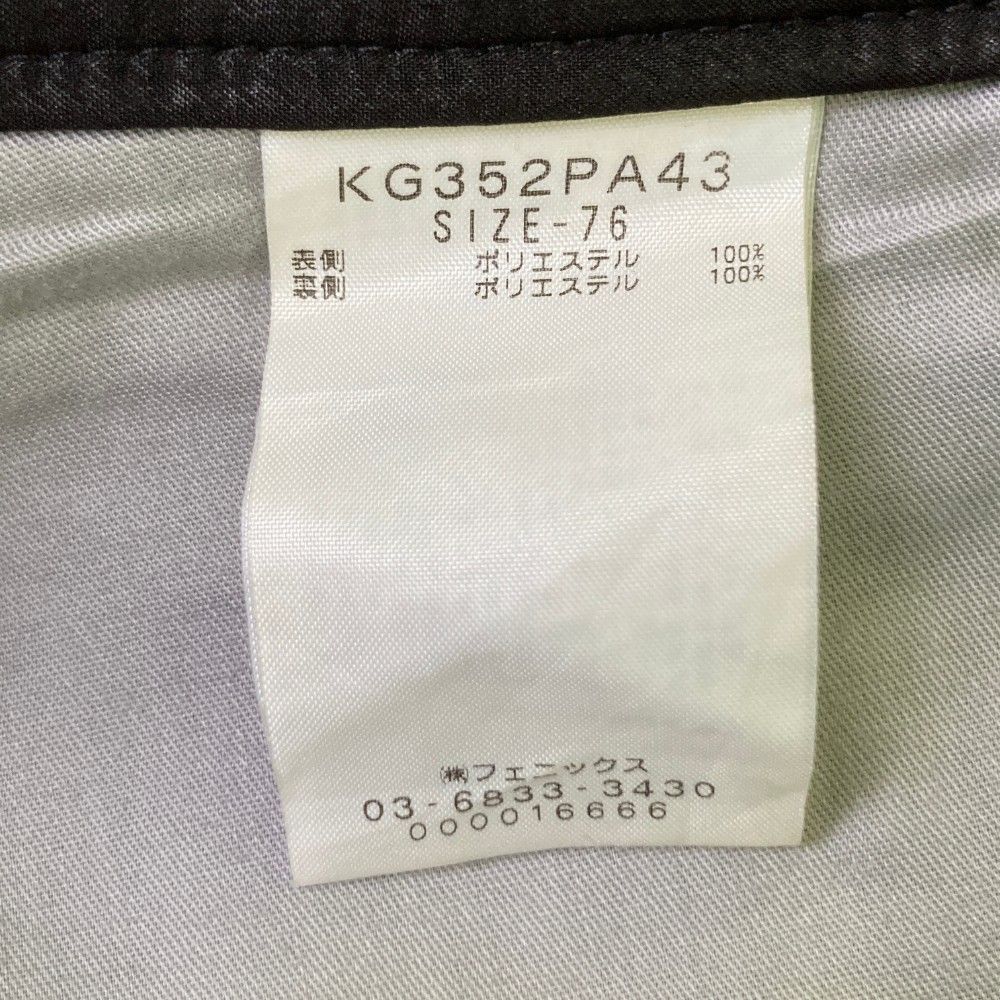 KG352PA43
SIZE-76
表側 ポリエステル 100%
裏側 ポリエステル 100%
㈱フェニックス
03-6833-3430
000016666